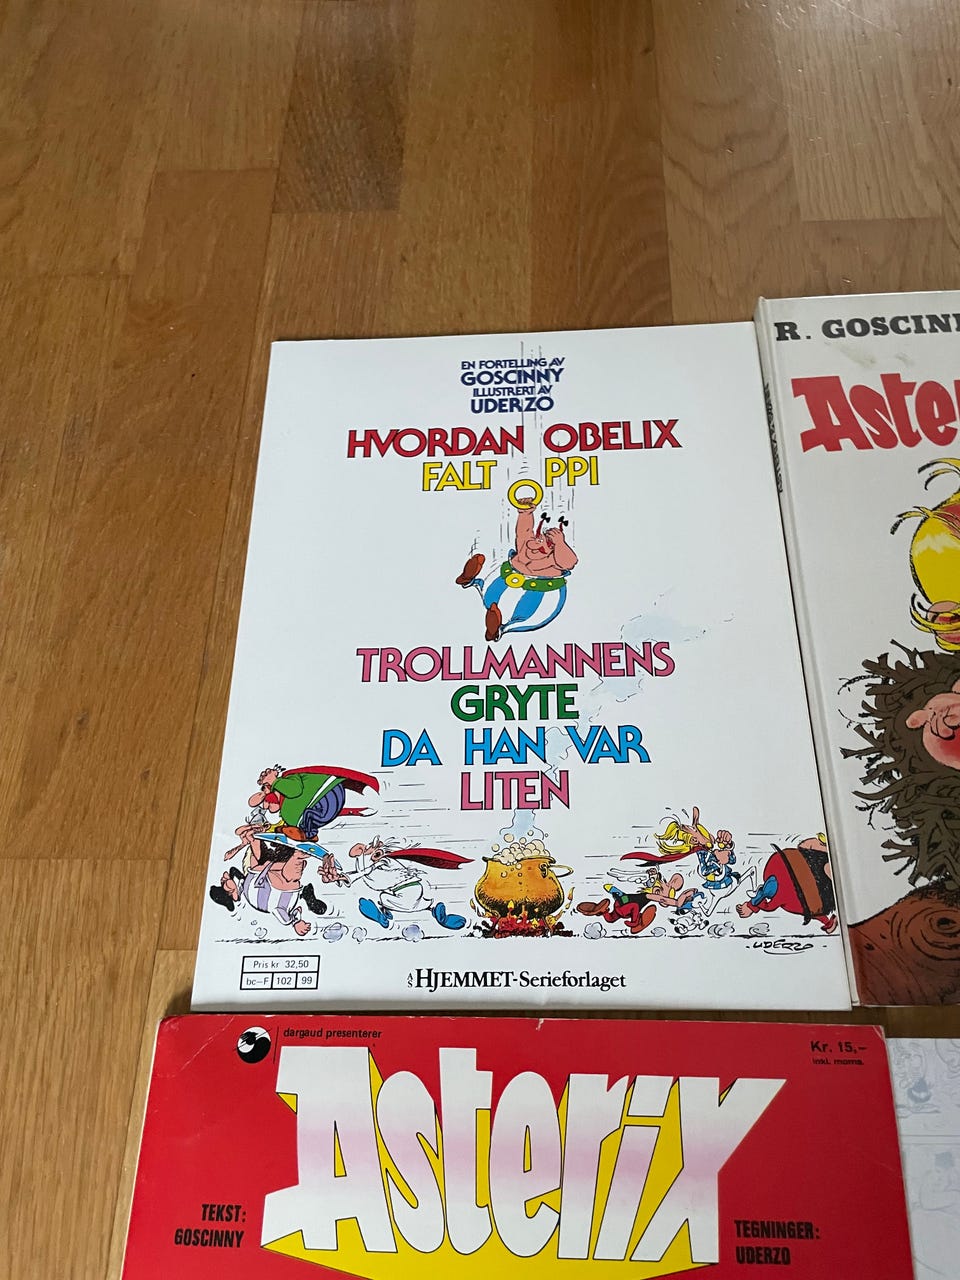 EN FORTELLING AV
GOSCINNY
ILLUSTRERT AV
UDERZO
HVORDAN OBELIX
FALT OPPI
TROLLMANNENS
GRYTE
DA HAN VAR
LITEN
UDERZO
Pris kr 32,50
bc-F 102 99
A/S HJEMMET-Serieforlaget
R. GOSCIN
Aste
dargaud presenterer
Kr. 15,-
inkl. moms.
Asterix
TEKST:
GOSCINNY
TEGNINGER:
UDERZO